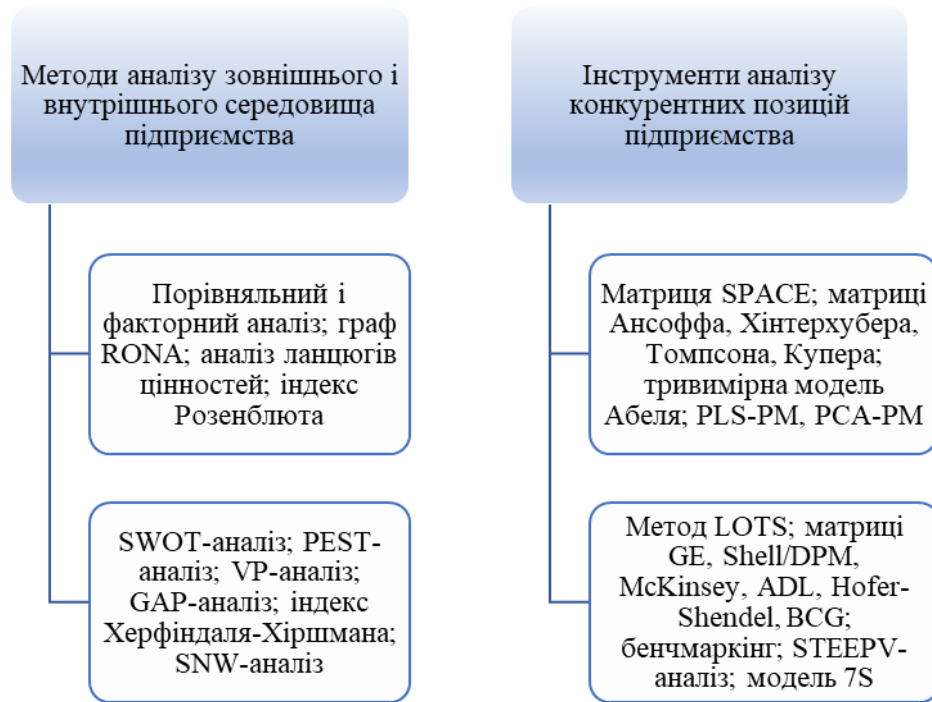 Методи аналізу зовнішнього і
внутрішнього середовища
підприємства
Порівняльний і
факторний аналіз; граф
RONA; аналіз ланцюгів
цінностей; індекс
Розенблюта
SWOT-аналіз; PEST-
аналіз; VP-аналіз;
GAP-аналіз; індекс
Херфіндаля-Хіршмана;
SNW-аналіз
Інструменти аналізу
конкурентних позицій
підприємства
Матриця SPACE; матриці
Ансоффа, Хінтерхубера,
Томпсона, Купера;
тривимірна модель
Абеля; PLS-PM, PCA-PM
Метод LOTS; матриці
GE, Shell/DPM,
McKinsey, ADL, Hofer-
Shendel, BCG;
бенчмаркінг; STEEPV-
аналіз; модель 7S